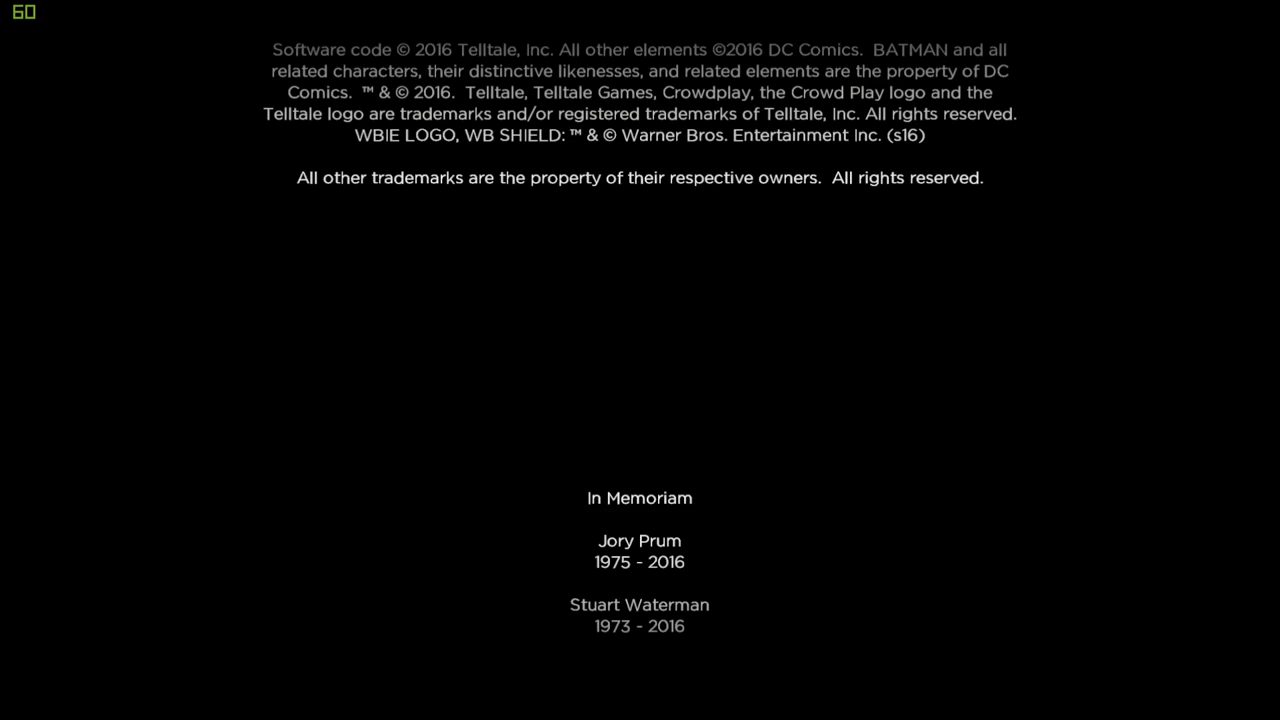 60
Software code © 2016 Telltale, Inc. All other elements ©2016 DC Comics.  BATMAN and all
related characters, their distinctive likenesses, and related elements are the property of DC
Comics.  ™ & © 2016.  Telltale, Telltale Games, Crowdplay, the Crowd Play logo and the
Telltale logo are trademarks and/or registered trademarks of Telltale, Inc. All rights reserved.
WBIE LOGO, WB SHIELD: ™ & © Warner Bros. Entertainment Inc. (s16)
All other trademarks are the property of their respective owners.  All rights reserved.
In Memoriam
Jory Prum
1975 - 2016
Stuart Waterman
1973 - 2016